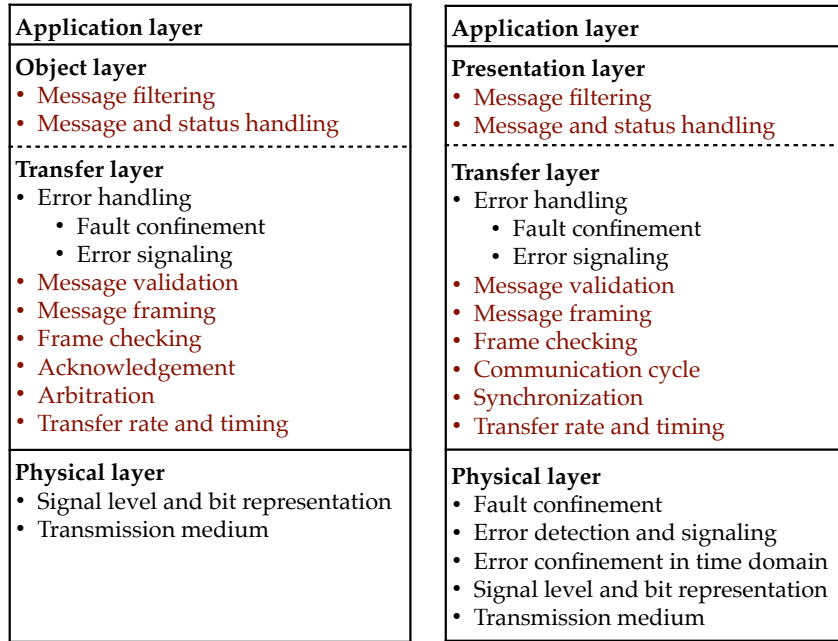 Application layer
Object layer
• Message filtering
• Message and status handling
Transfer layer
• Error handling
• Fault confinement
• Error signaling
• Message validation
• Message framing
• Frame checking
• Acknowledgement
• Arbitration
• Transfer rate and timing
Physical layer
• Signal level and bit representation
• Transmission medium
Application layer
Presentation layer
• Message filtering
• Message and status handling
Transfer layer
• Error handling
• Fault confinement
• Error signaling
• Message validation
• Message framing
• Frame checking
• Communication cycle
• Synchronization
• Transfer rate and timing
Physical layer
• Fault confinement
• Error detection and signaling
• Error confinement in time domain
• Signal level and bit representation
• Transmission medium